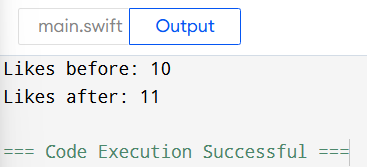 main.swift Output
Likes before: 10
Likes after: 11
=== Code Execution Successful ===